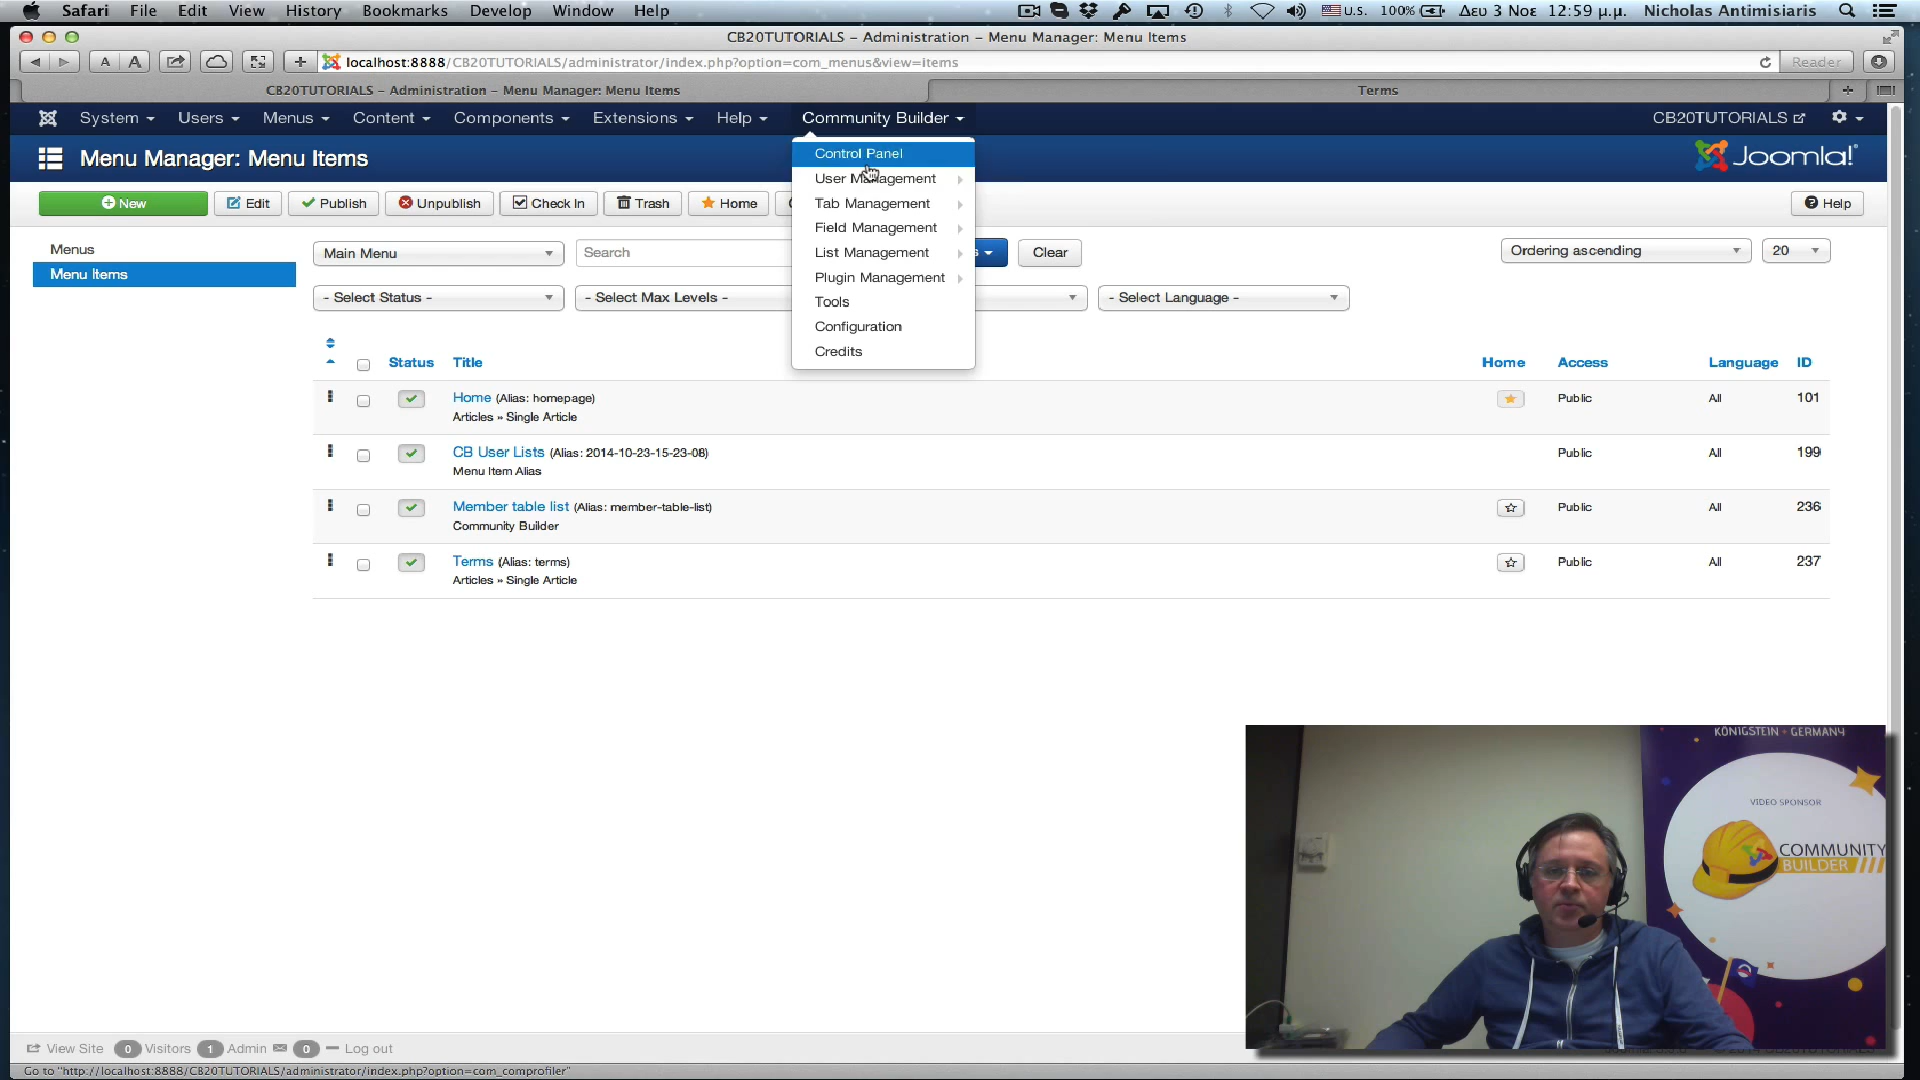 Safari File Edit View History Bookmarks Develop Window Help U.S. 100% Δευ 3 Νοε 12:59 μ.μ. Nicholas Antimisiaris
CB20TUTORIALS – Administration – Menu Manager: Menu Items
A A localhost:8888/CB20TUTORIALS/administrator/index.php?option=com_menus&view=items Reader
CB20TUTORIALS – Administration – Menu Manager: Menu Items Terms
System Users Menus Content Components Extensions Help Community Builder CB20TUTORIALS
Menu Manager: Menu Items Joomla!®
Control Panel
User Management
Tab Management
Field Management
List Management
Plugin Management
Tools
Configuration
Credits
New Edit Publish Unpublish Check In Trash Home Help
Menus
Menu Items
Main Menu Search s Clear Ordering ascending 20
- Select Status - - Select Max Levels - - Select Language -
Status Title Home Access Language ID
Home (Alias: homepage) Public All 101
Articles » Single Article
CB User Lists (Alias: 2014-10-23-15-23-08) Public All 199
Menu Item Alias
Member table list (Alias: member-table-list) Public All 236
Community Builder
Terms (Alias: terms) Public All 237
Articles » Single Article
KÖNIGSTEIN • GERMANY
VIDEO SPONSOR
COMMUNITY
BUILDER
View Site 0 Visitors 1 Admin 0 Log out
Go to "http://localhost:8888/CB20TUTORIALS/administrator/index.php?option=com_comprofiler"